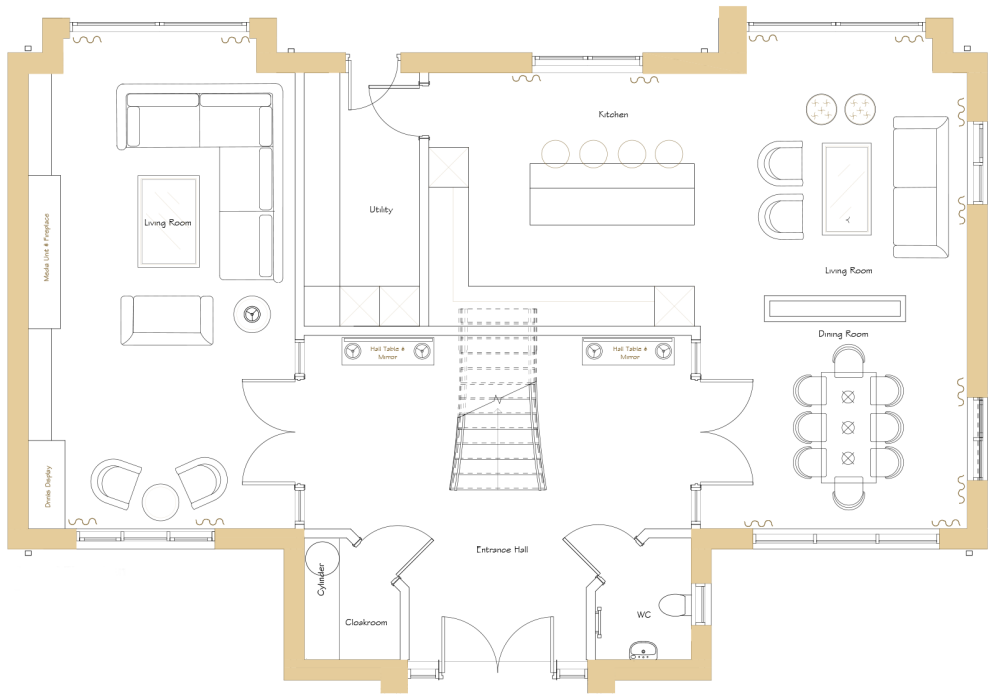 Kitchen
Living Room
Utility
Media Unit # Fireplace
Living Room
Dining Room
Hall Table #
Mirror
Hall Table #
Mirror
Drinks Display
Entrance Hall
Cylinder
Cloakroom
WC